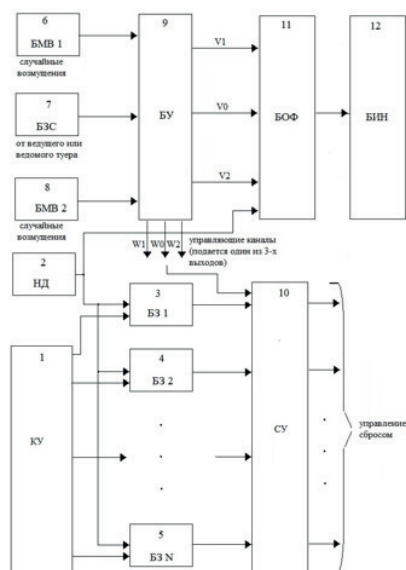 6
БМВ 1
случайные
возмущения
7
БЗС
от ведущего или
ведомого туера
8
БМВ 2
случайные
возмущения
9
БУ
V1
V0
V2
11
БОФ
12
БИН
W1 W0 W2
управляющие каналы
(подается один из 3-х
выходов)
2
НД
3
БЗ 1
4
БЗ 2
1
КУ
.
.
.
5
БЗ N
10
СУ
.
.
.
управление
сбросом